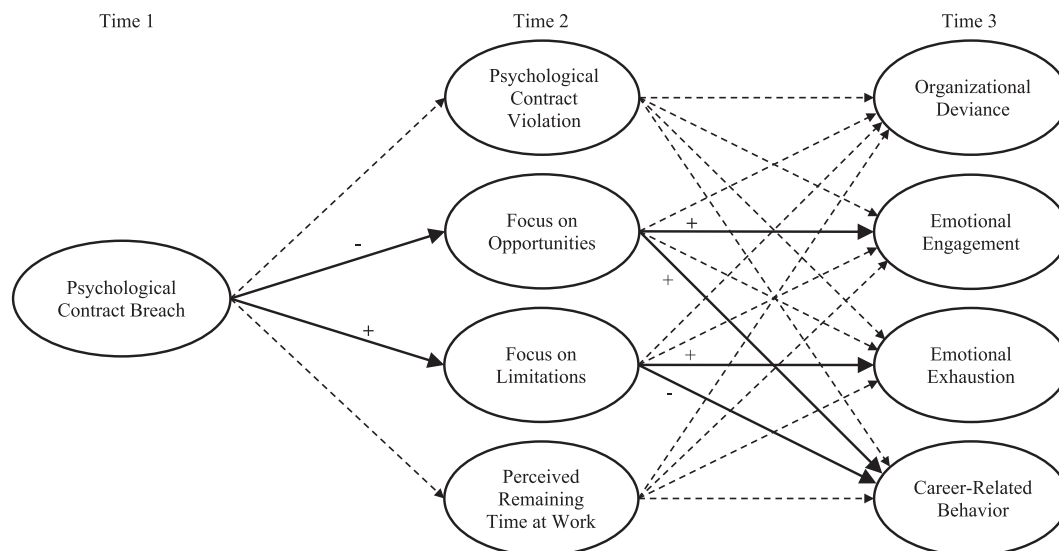 Time 1
Time 2
Time 3
Psychological
Contract
Violation
Organizational
Deviance
Focus on
Opportunities
Emotional
Engagement
Psychological
Contract Breach
Focus on
Limitations
Emotional
Exhaustion
Perceived
Remaining
Time at Work
Career-Related
Behavior
-
+
+
+
+
-